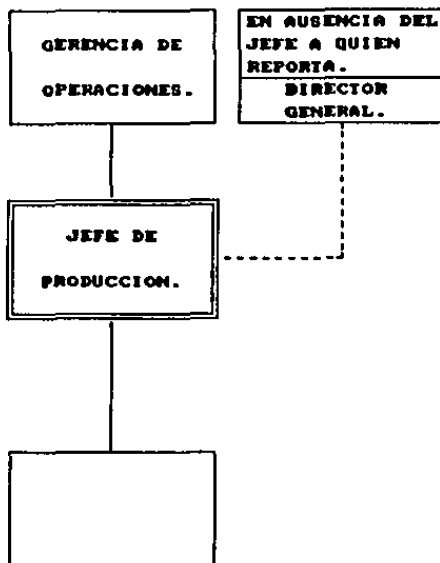 GERENCIA DE
OPERACIONES.
EN AUSENCIA DEL
JEFE A QUIEN
REPORTA.
DIRECTOR
GENERAL.
JEFE DE
PRODUCCION.